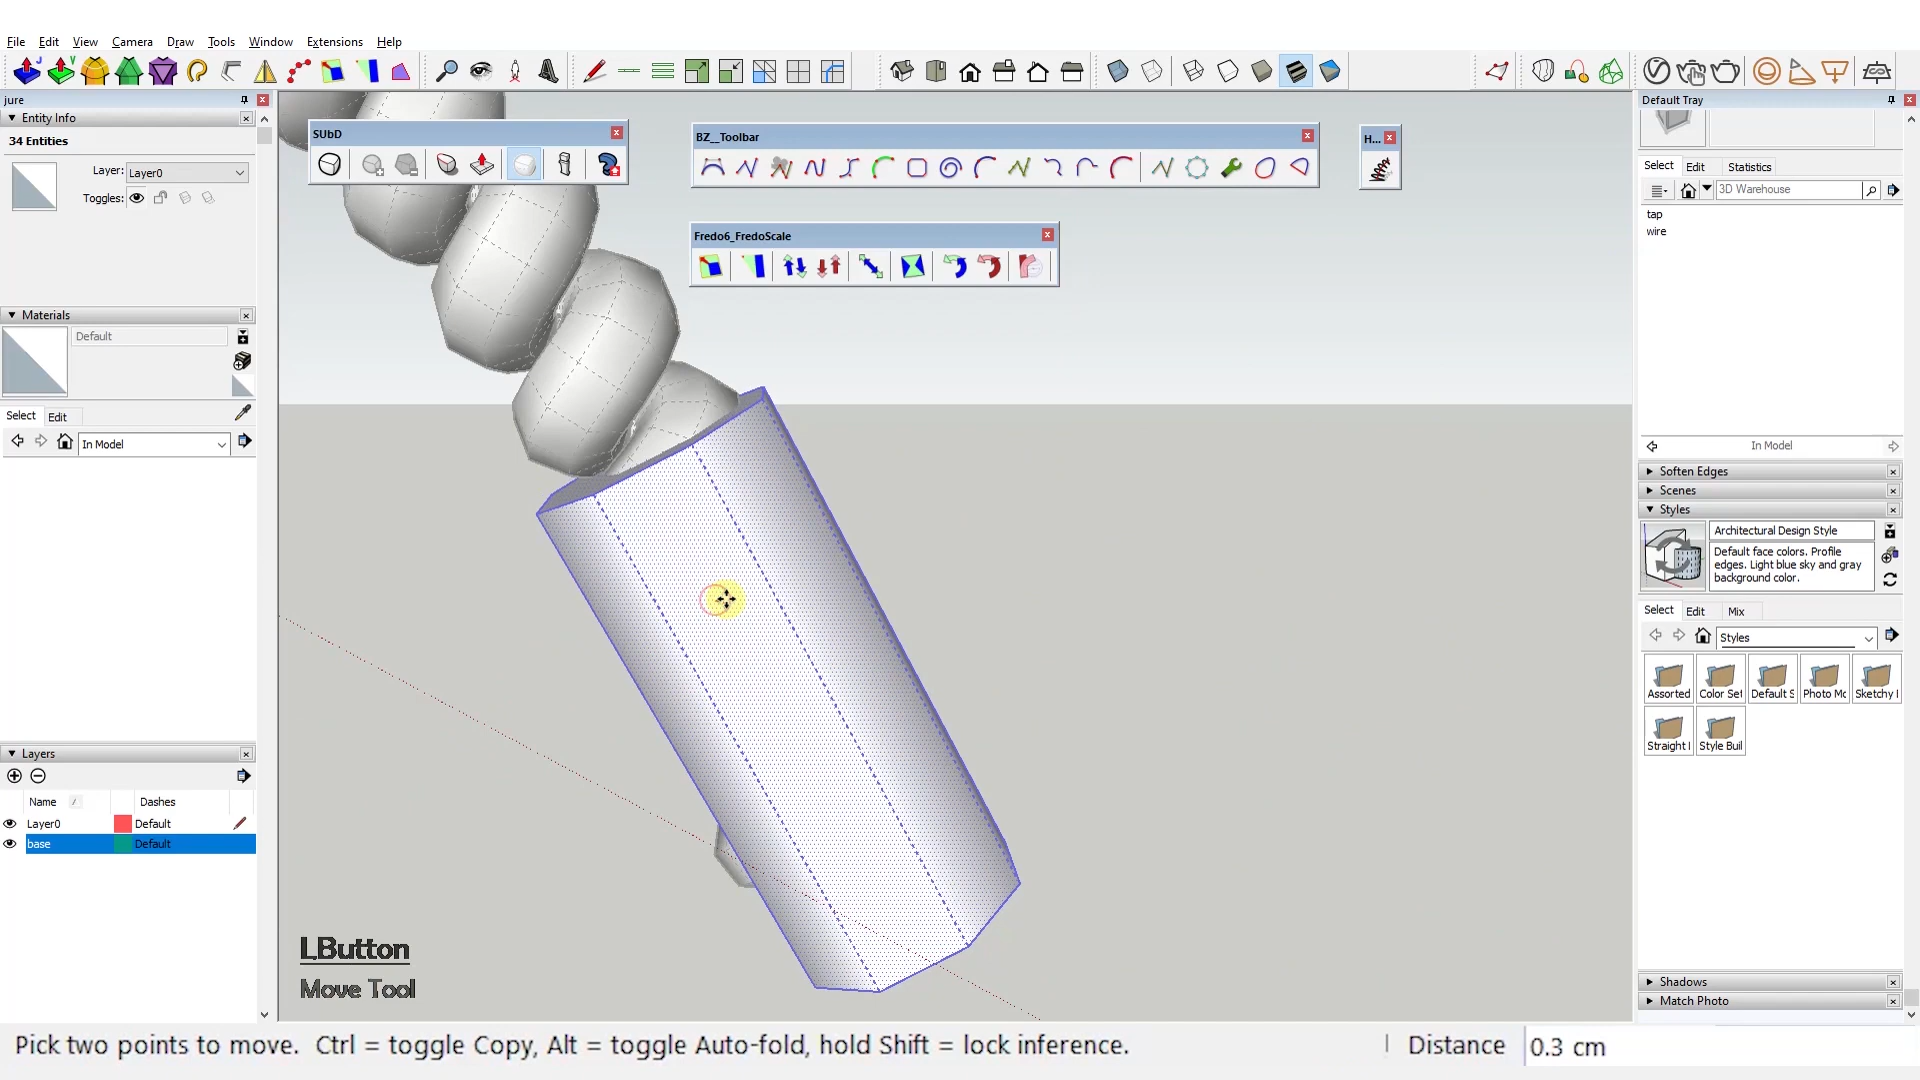 File Edit View Camera Draw Tools Window Extensions Help
jure
Entity Info
34 Entities
Layer: Layer0
Toggles:
Materials
Default
Select Edit
In Model
Layers
Name Dashes
Layer0 Default
base Default
SUbD
BZ__Toolbar
H...
Fredo6_FredoScale
LButton
Move Tool
Default Tray
Select Edit Statistics
3D Warehouse
tap
wire
In Model
Soften Edges
Scenes
Styles
Architectural Design Style
Default face colors. Profile
edges. Light blue sky and gray
background color.
Select Edit Mix
Styles
Assorted Color Set Default S Photo Mo Sketchy I
Straight I Style Buil
Shadows
Match Photo
Pick two points to move. Ctrl = toggle Copy, Alt = toggle Auto-fold, hold Shift = lock inference. Distance 0.3 cm